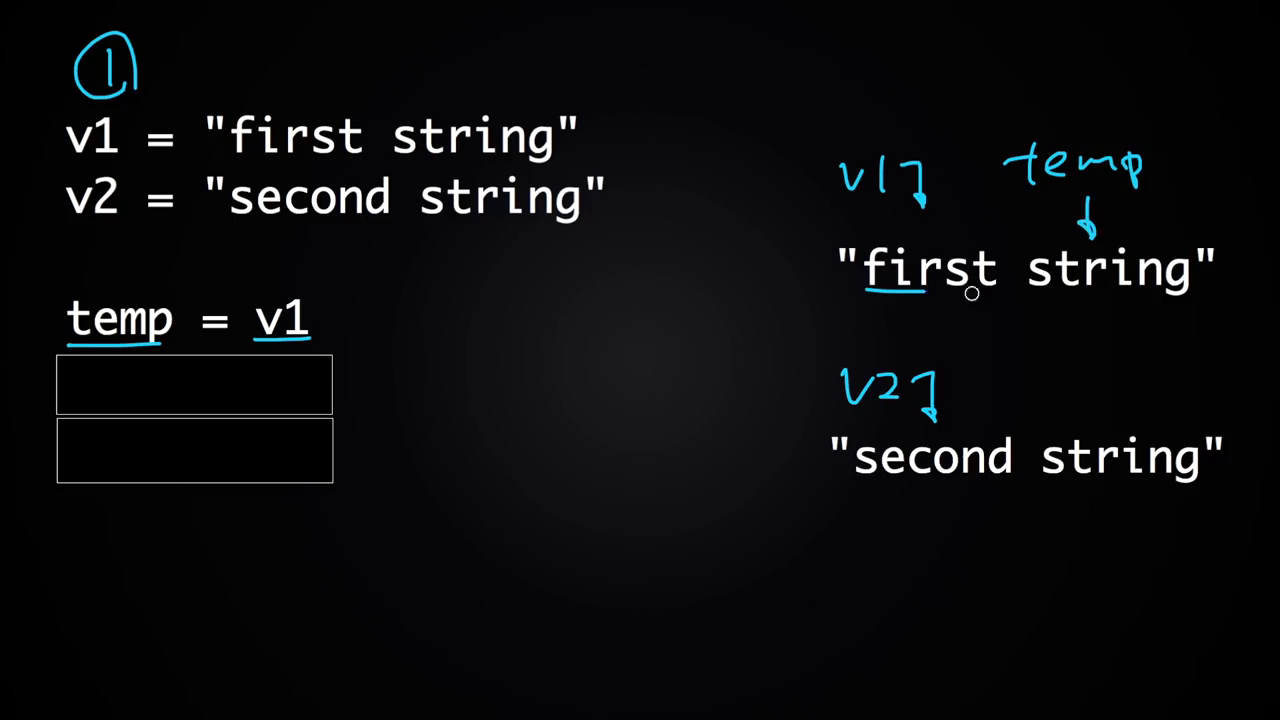 1
v1 = "first string"
v2 = "second string"
temp = v1
v1 temp
"first string"
v2
"second string"